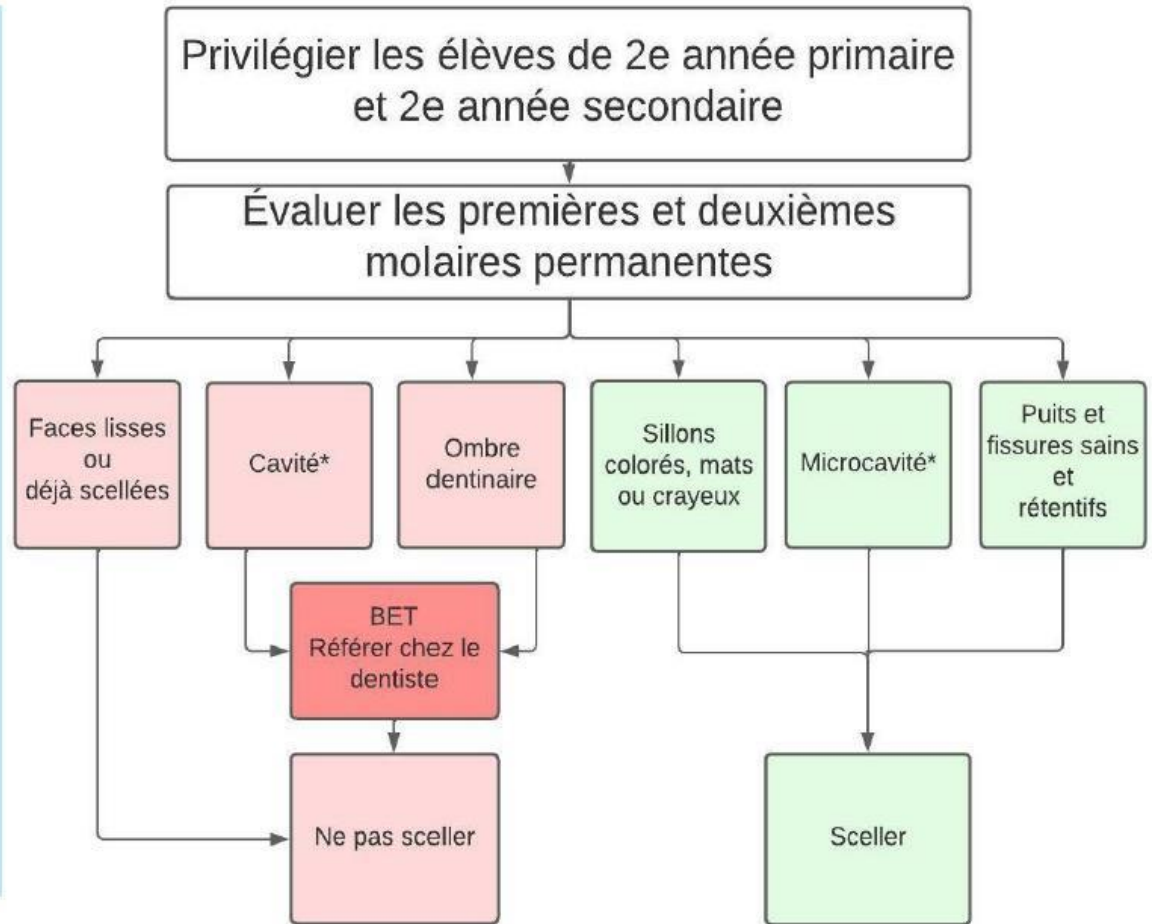 Privilégier les élèves de 2e année primaire
et 2e année secondaire
Évaluer les premières et deuxièmes
molaires permanentes
Faces lisses
ou
déjà scellées
Cavité*
Ombre
dentinaire
Sillons
colorés, mats
ou crayeux
Microcavité*
Puits et
fissures sains
et
rétentifs
BET
Référer chez le
dentiste
Ne pas sceller
Sceller